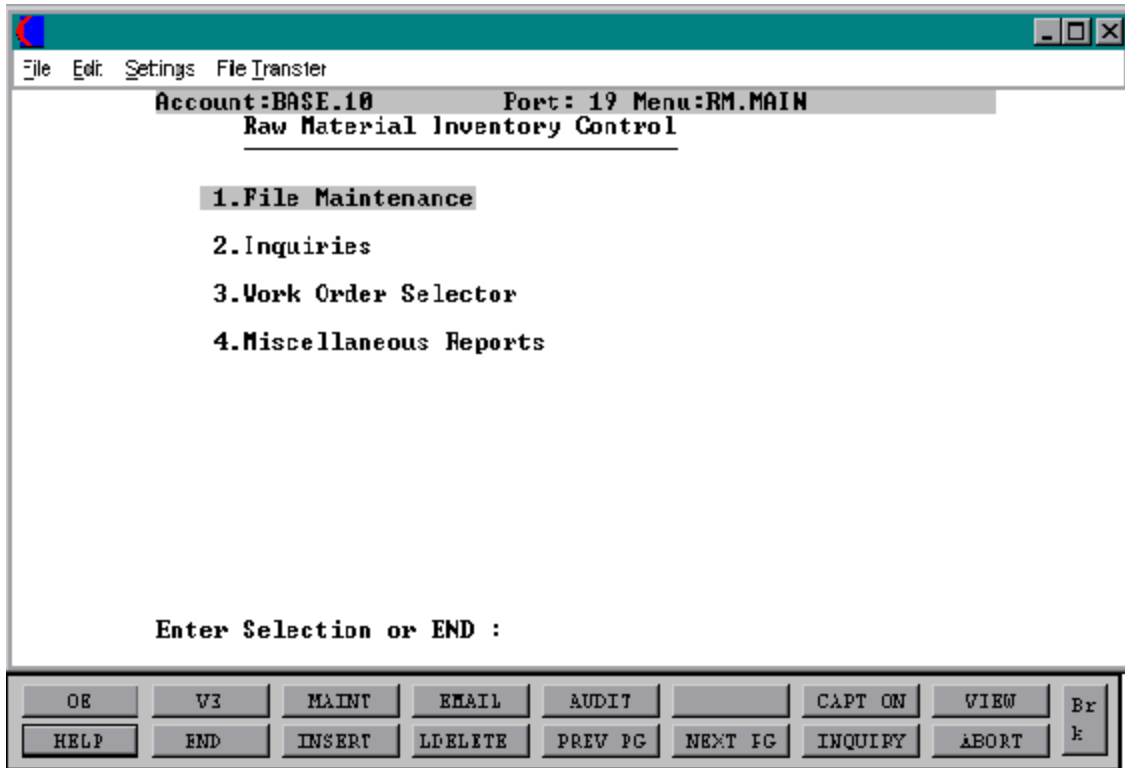 File Edit Settings File Transfer
Account:BASE.10 Port: 19 Menu:RM.MAIN
Raw Material Inventory Control
1.File Maintenance
2.Inquiries
3.Work Order Selector
4.Miscellaneous Reports
Enter Selection or END :
OE V3 MAINT EMAIL AUDIT CAPT ON VIEW Brk
HELP END INSERT LDELETE PREV PG NEXT PG INQUIRY ABORT